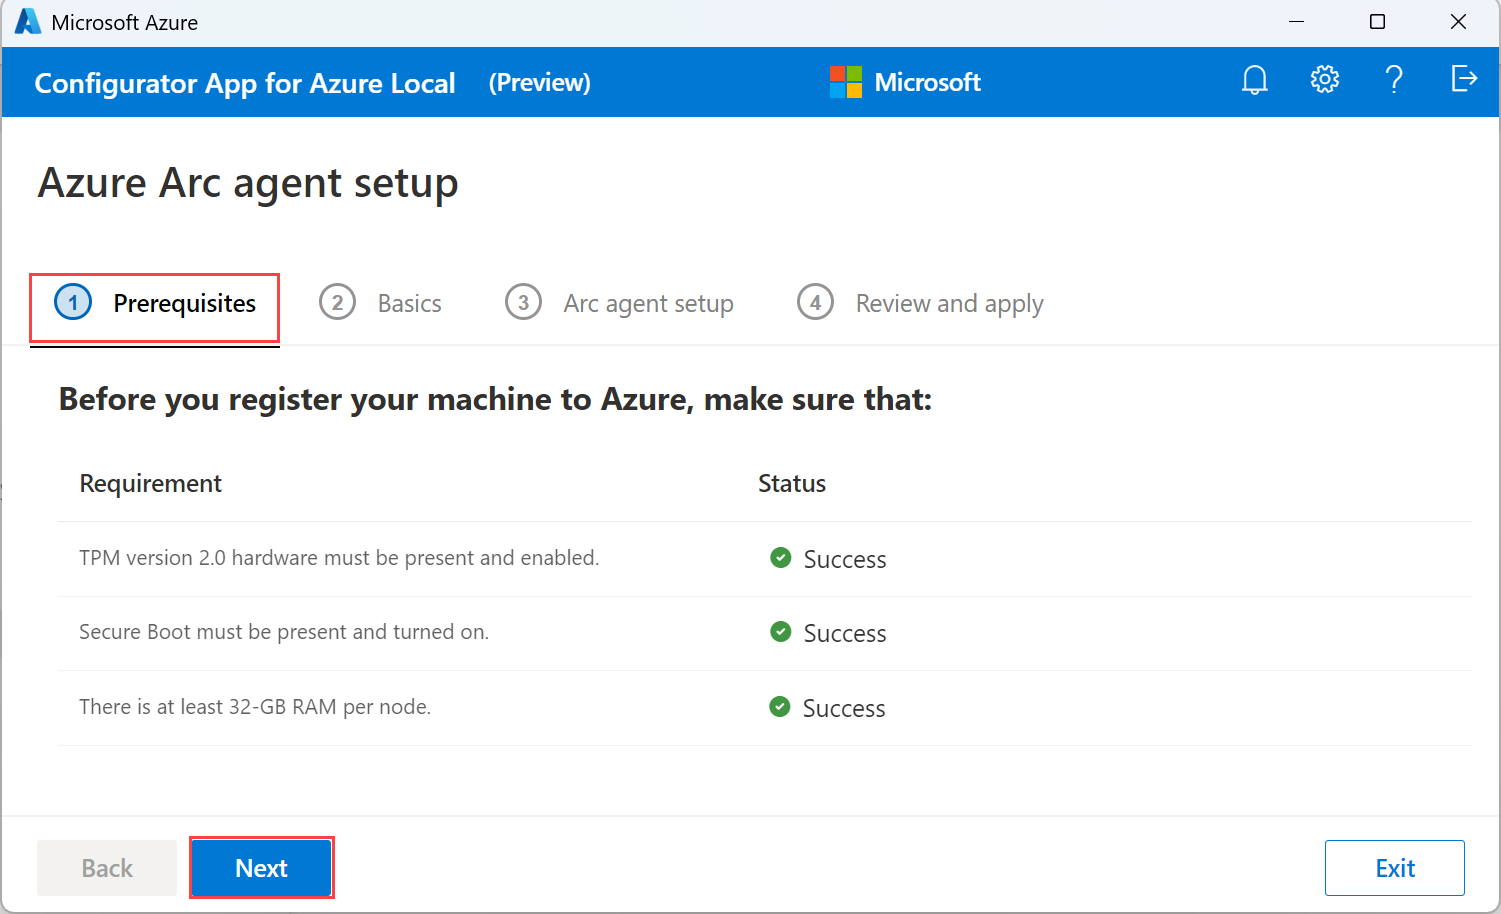 Microsoft Azure
Configurator App for Azure Local (Preview) Microsoft
Azure Arc agent setup
1 Prerequisites 2 Basics 3 Arc agent setup 4 Review and apply
Before you register your machine to Azure, make sure that:
Requirement Status
TPM version 2.0 hardware must be present and enabled. Success
Secure Boot must be present and turned on. Success
There is at least 32-GB RAM per node. Success
Back Next Exit